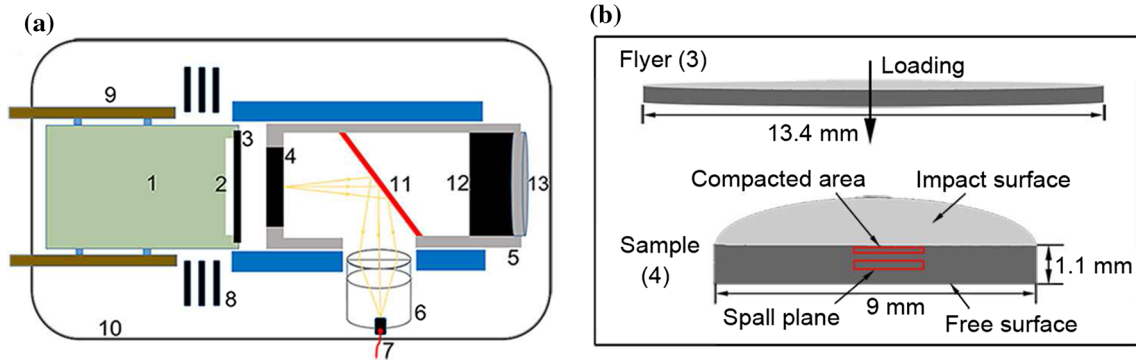 (a)
9
3
4
1
2
11
12
13
5
8
6
10
7
(b)
Flyer (3)
Loading
13.4 mm
Compacted area
Impact surface
Sample
(4)
1.1 mm
9 mm
Spall plane
Free surface